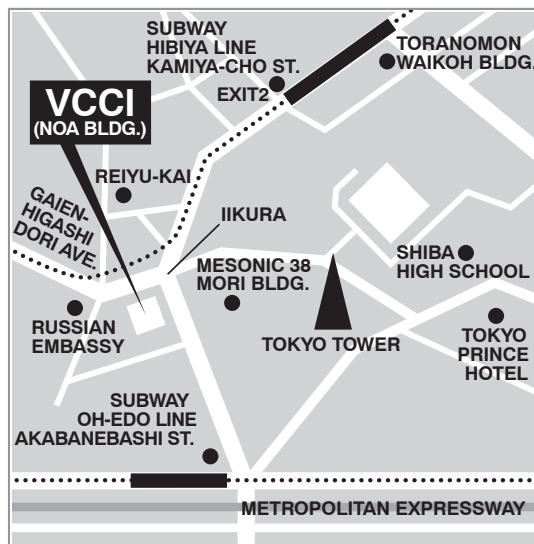 SUBWAY
HIBIYA LINE
KAMIYA-CHO ST.
EXIT2
TORANOMON
WAIKOH BLDG.
VCCI
(NOA BLDG.)
REIYU-KAI
GAIEN-
HIGASHI
DORI AVE.
IIKURA
MESONIC 38
MORI BLDG.
SHIBA
HIGH SCHOOL
RUSSIAN
EMBASSY
TOKYO TOWER
TOKYO
PRINCE
HOTEL
SUBWAY
OH-EDO LINE
AKABANEBASHI ST.
METROPOLITAN EXPRESSWAY